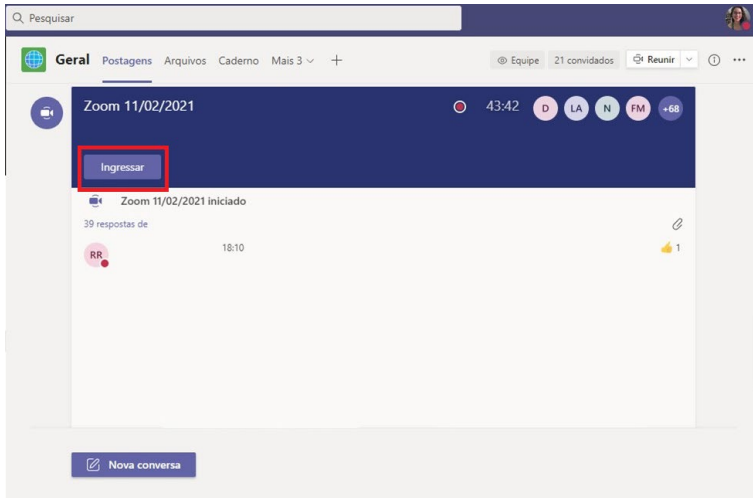 Pesquisar
Geral Postagens Arquivos Caderno Mais 3 +
Equipe 21 convidados Reunir
Zoom 11/02/2021 43:42 D LA N FM +68
Ingressar
Zoom 11/02/2021 iniciado
39 respostas de
RR 18:10 1
Nova conversa